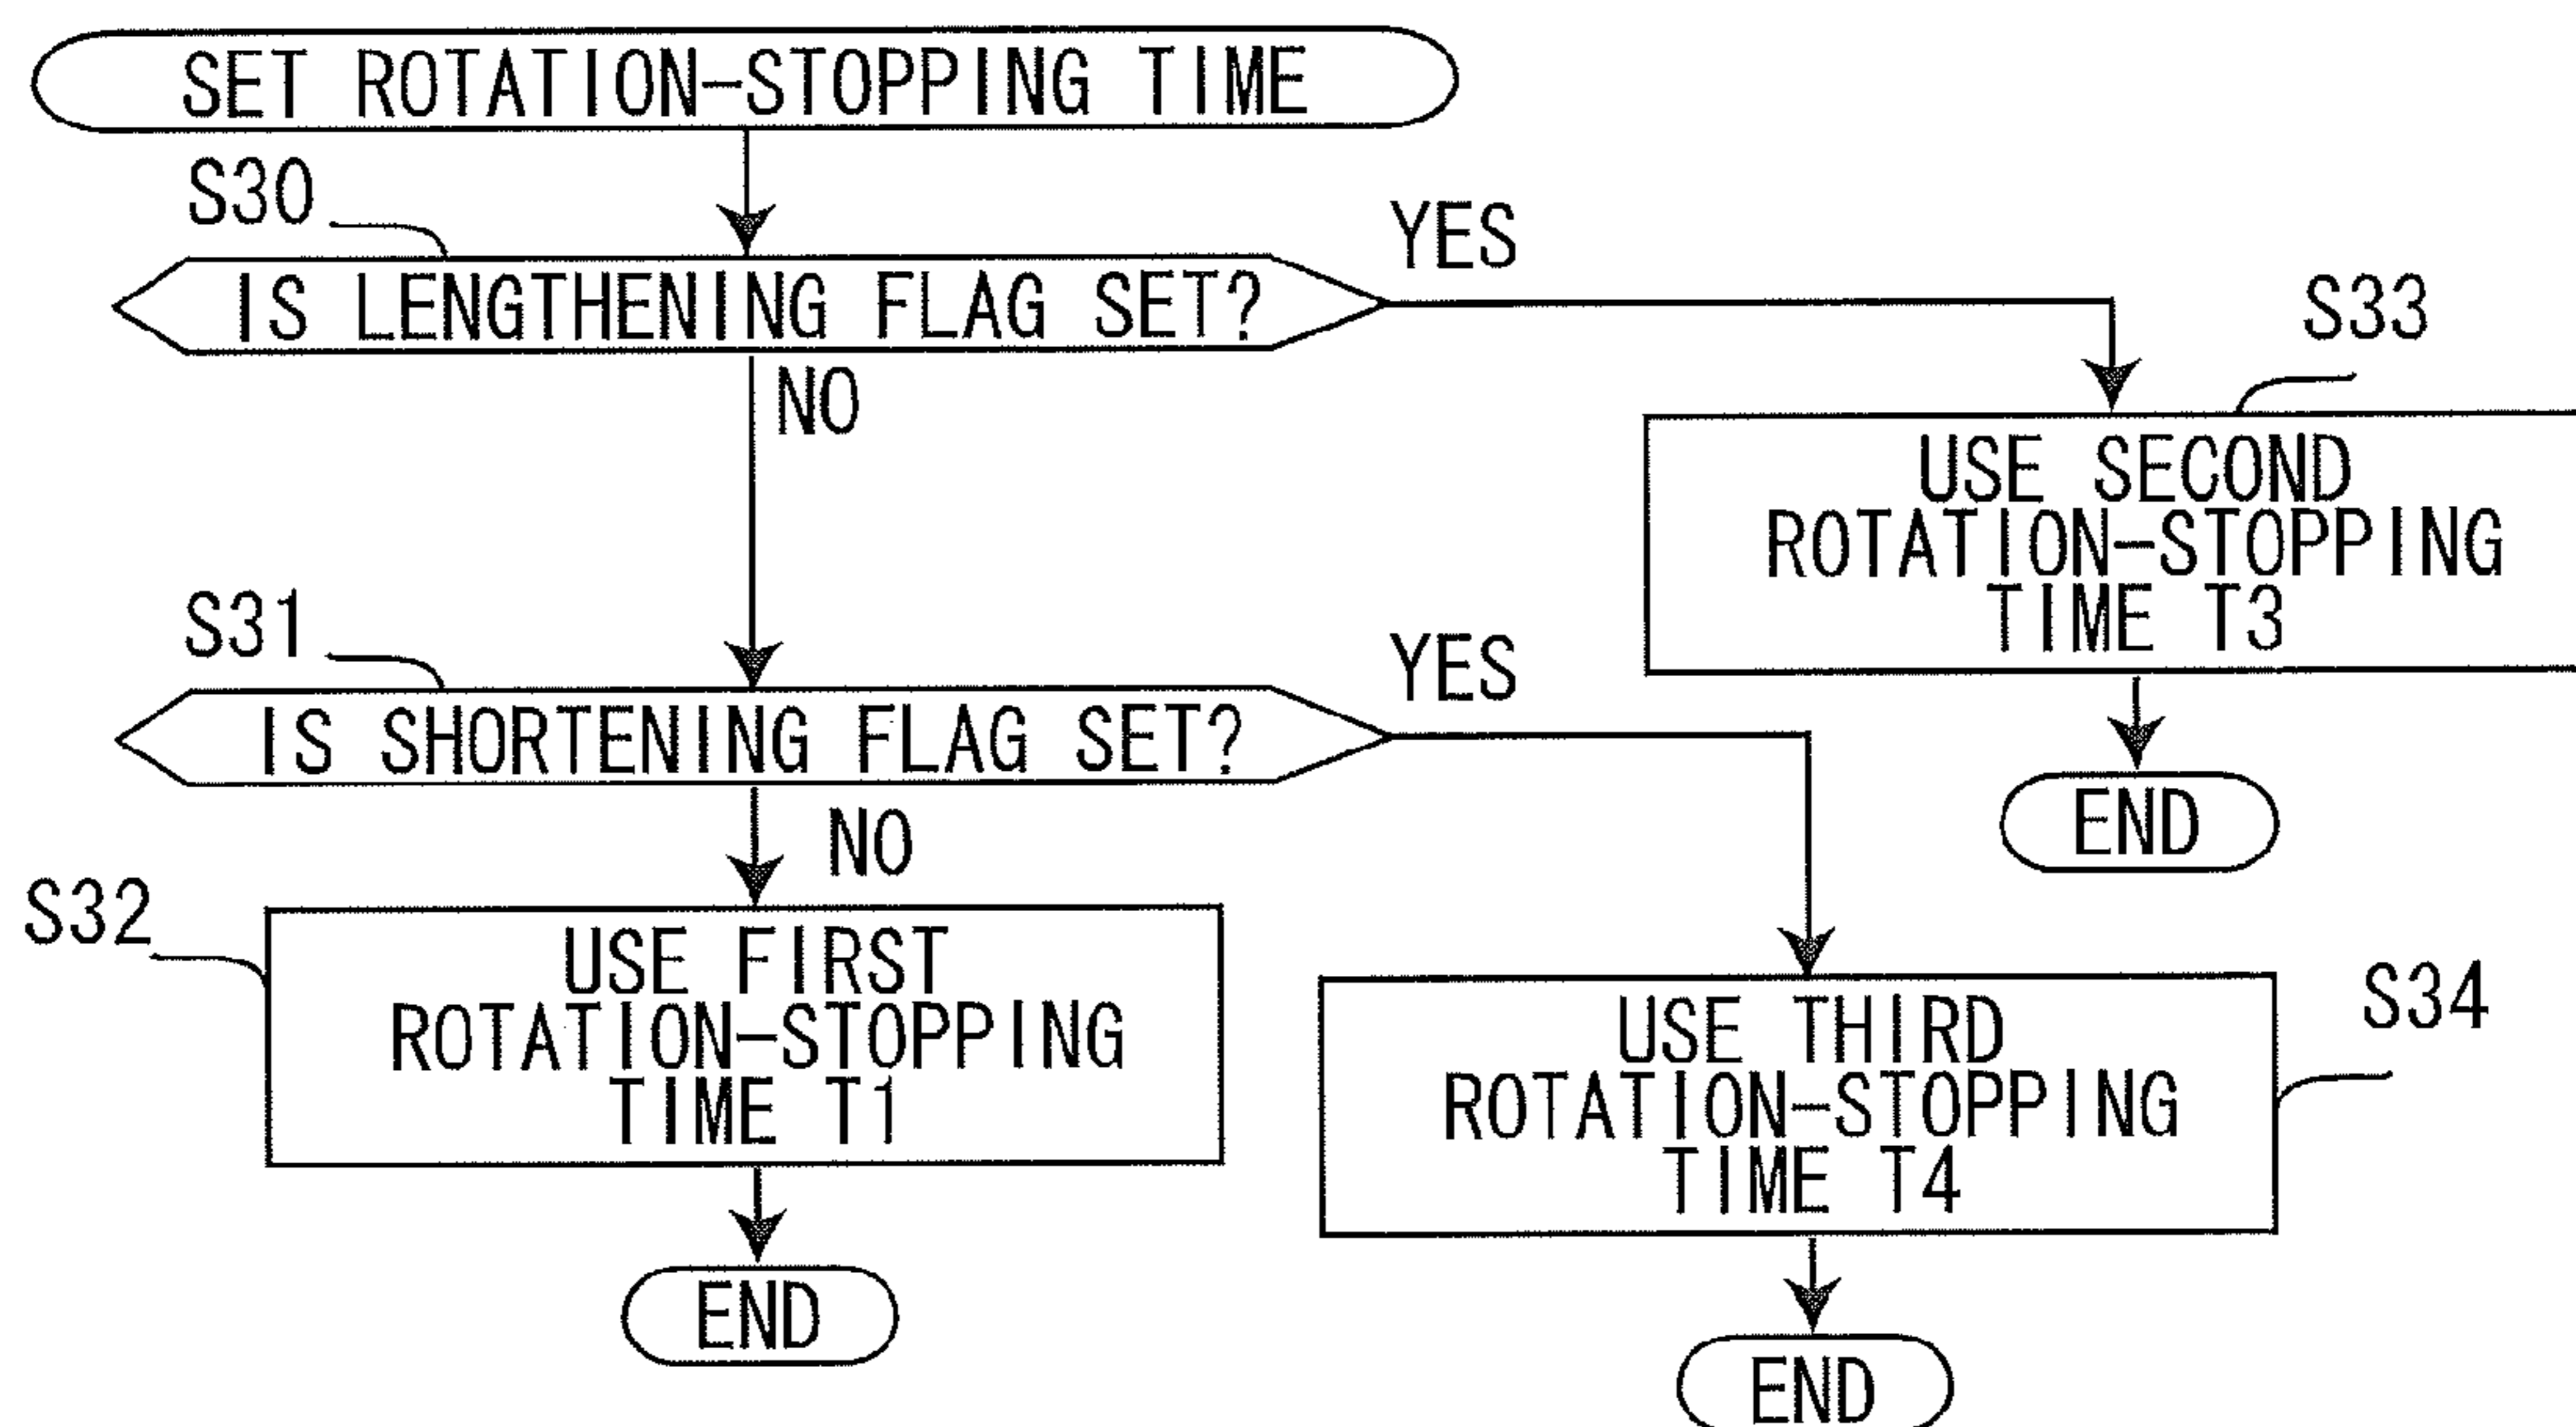 SET ROTATION-STOPPING TIME
S30
IS LENGTHENING FLAG SET?
YES
NO
S33
USE SECOND
ROTATION-STOPPING
TIME T3
END
S31
IS SHORTENING FLAG SET?
YES
NO
S32
USE FIRST
ROTATION-STOPPING
TIME T1
END
S34
USE THIRD
ROTATION-STOPPING
TIME T4
END